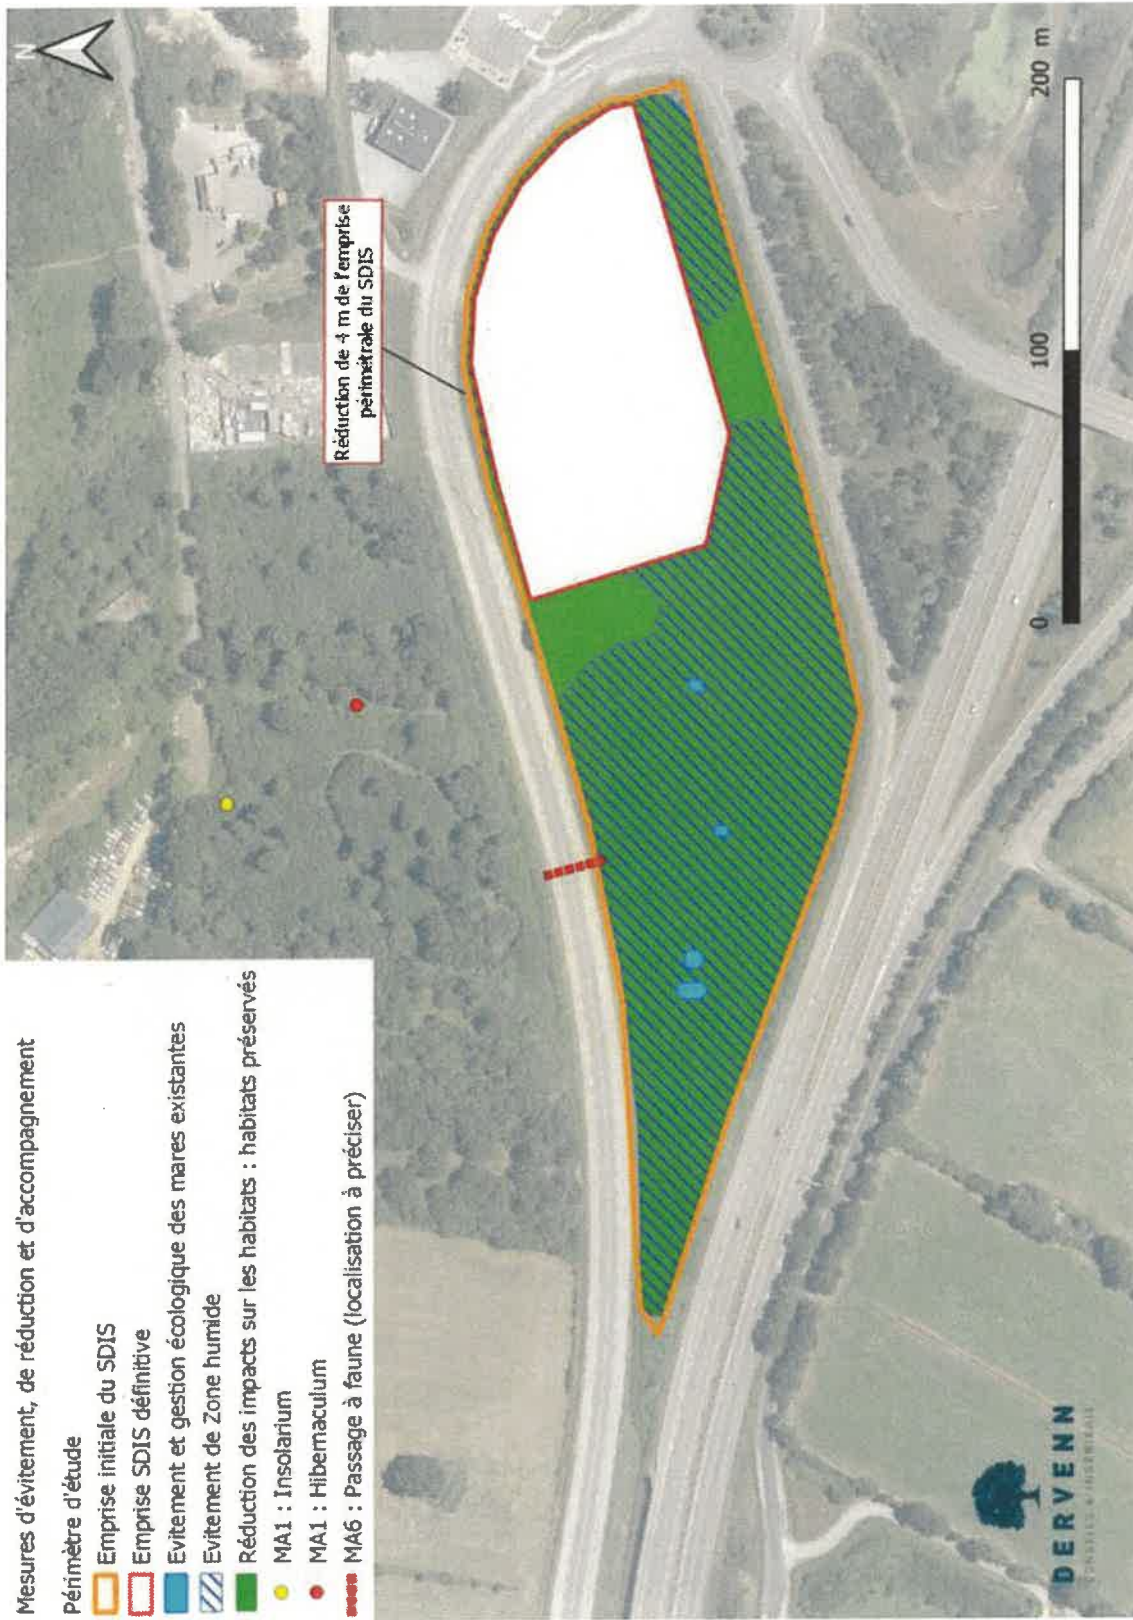 Mesures d'évitement, de réduction et d'accompagnement
Périmètre d'étude
Emprise initiale du SDIS
Emprise SDIS définitive
Evitement et gestion écologique des mares existantes
Evitement de Zone humide
Réduction des impacts sur les habitats : habitats préservés
MA1 : Insolarium
MA1 : Hibernaculum
MA6 : Passage à faune (localisation à préciser)
N
Réduction de 4 m de l'emprise
périmétrale du SDIS
0 100 200 m
DERVENN